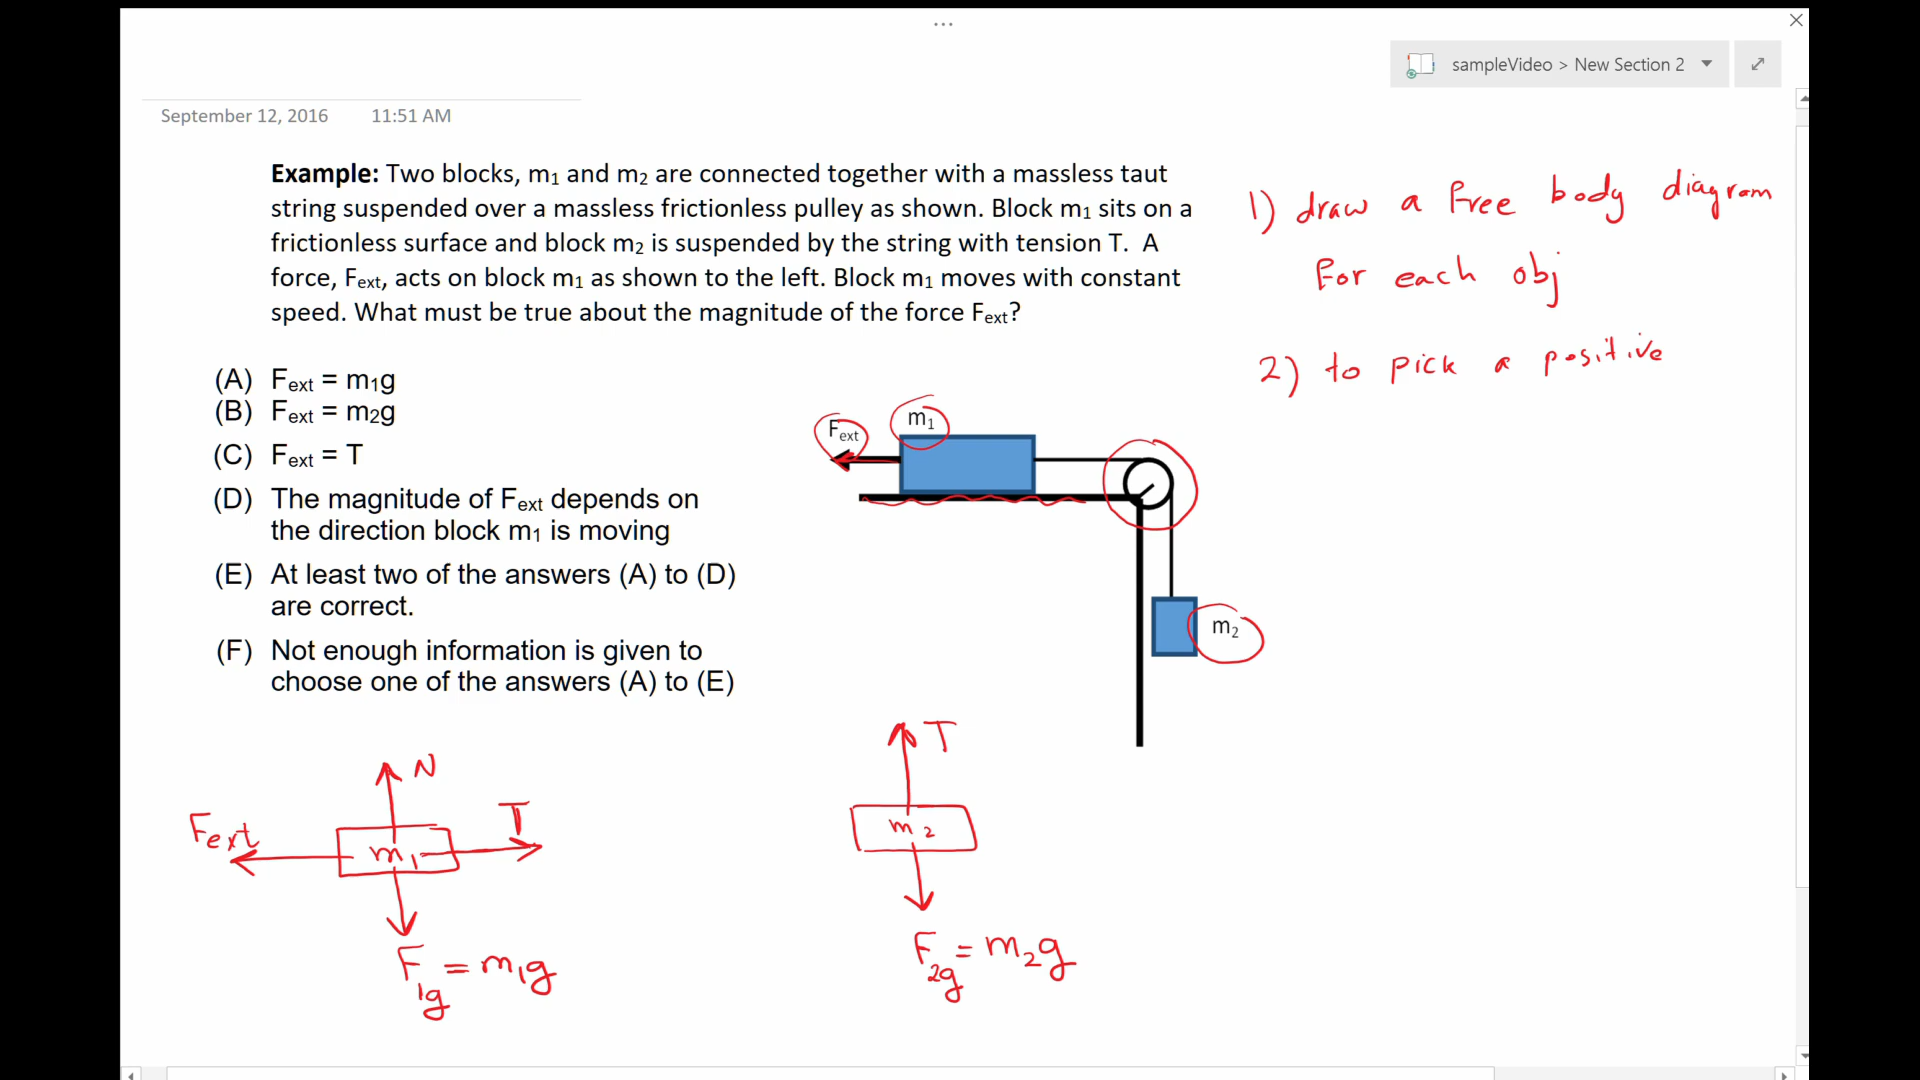 sampleVideo > New Section 2
September 12, 2016 11:51 AM
Example: Two blocks, m1 and m2 are connected together with a massless taut
string suspended over a massless frictionless pulley as shown. Block m1 sits on a
frictionless surface and block m2 is suspended by the string with tension T. A
force, Fext, acts on block m1 as shown to the left. Block m1 moves with constant
speed. What must be true about the magnitude of the force Fext?
(A) Fext = m1g
(B) Fext = m2g
(C) Fext = T
(D) The magnitude of Fext depends on
the direction block m1 is moving
(E) At least two of the answers (A) to (D)
are correct.
(F) Not enough information is given to
choose one of the answers (A) to (E)
1) draw a free body diagram
For each obj
2) to pick a positive
Fext
m1
m2
N
Fext
T
m1
F1g = m1g
T
m2
F2g = m2g